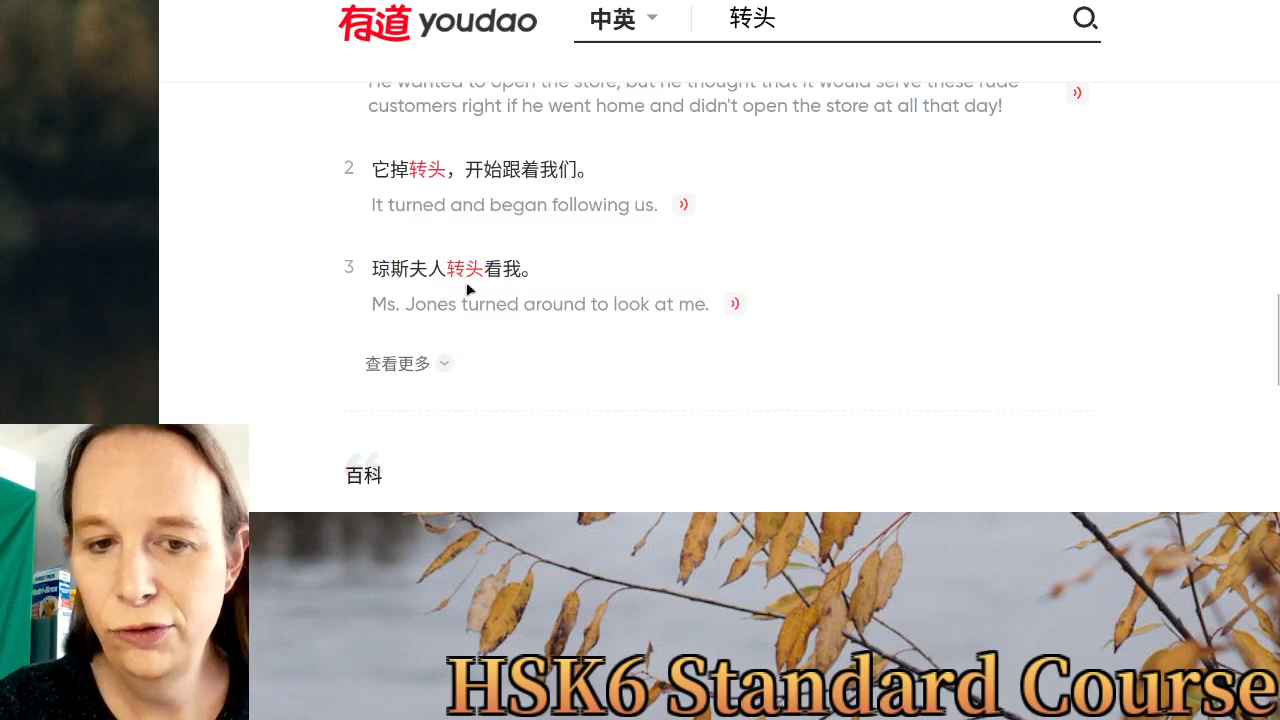 有道 youdao 中英 转头
He wanted to open the store, but he thought that it would serve these rude
customers right if he went home and didn't open the store at all that day!
2 它掉转头，开始跟着我们。
It turned and began following us.
3 琼斯夫人转头看我。
Ms. Jones turned around to look at me.
查看更多
百科
HSK6 Standard Course